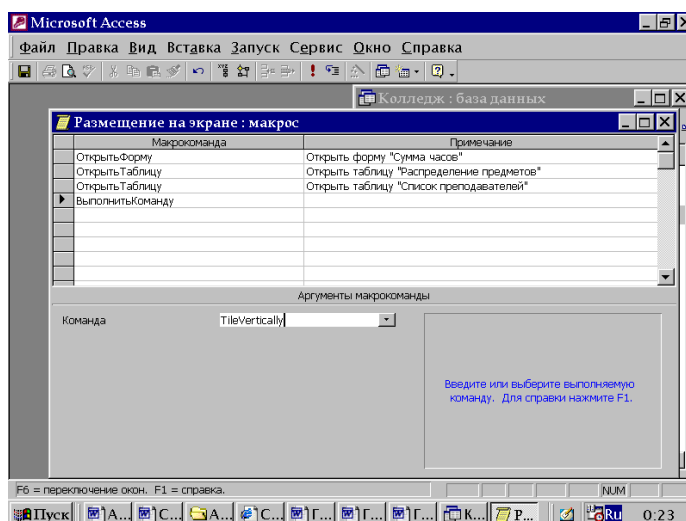 Microsoft Access
Файл Правка Вид Вставка Запуск Сервис Окно Справка
Колледж : база данных
Размещение на экране : макрос
Макрокоманда Примечание
ОткрытьФорму Открыть форму "Сумма часов"
ОткрытьТаблицу Открыть таблицу "Распределение предметов"
ОткрытьТаблицу Открыть таблицу "Список преподавателей"
ВыполнитьКоманду
Аргументы макрокоманды
Команда TileVertically
Введите или выберите выполняемую
команду. Для справки нажмите F1.
F6 = переключение окон. F1 = справка. NUM
Пуск A... С... A... С... Г... Г... Г... К... Р... Ru 0:23